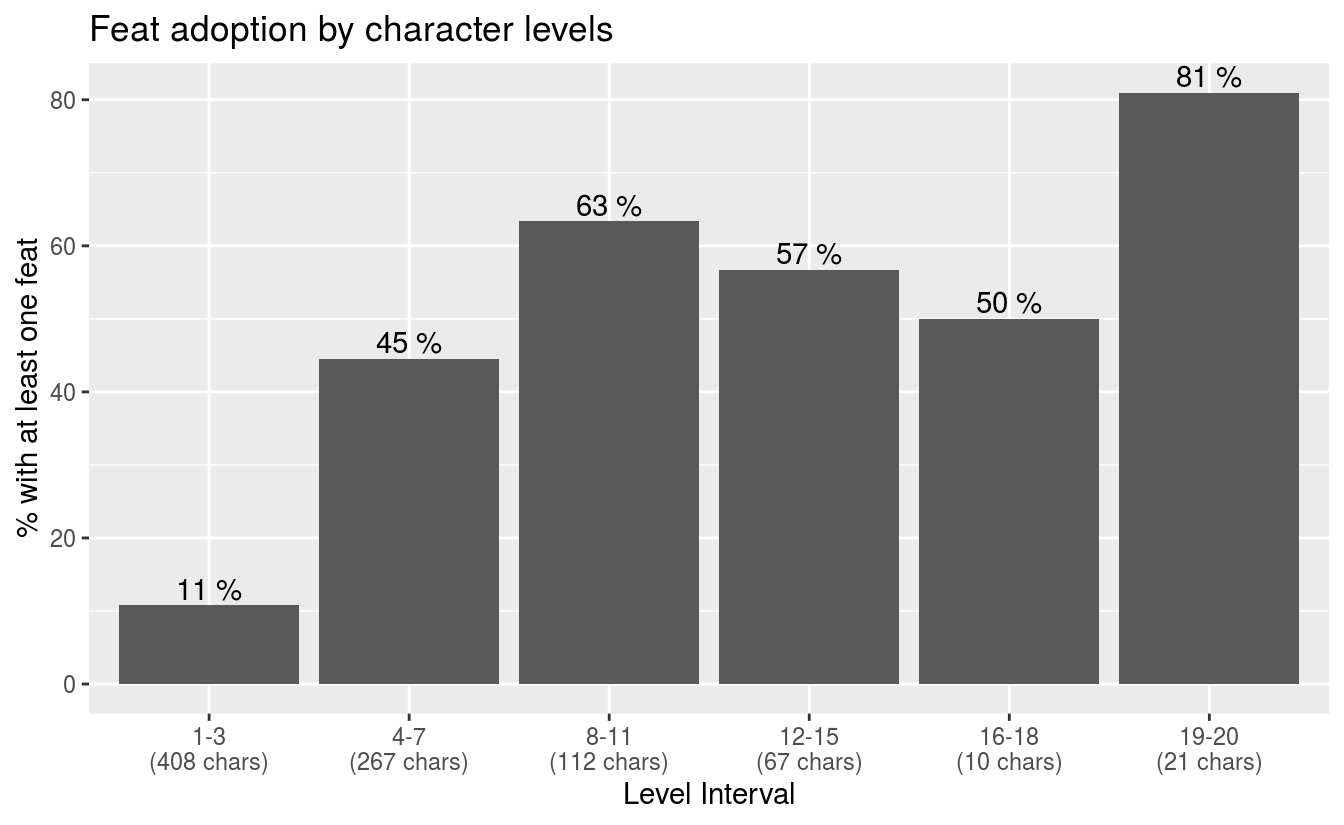 Feat adoption by character levels
% with at least one feat
80
60
40
20
0
11 %
45 %
63 %
57 %
50 %
81 %
1-3
(408 chars)
4-7
(267 chars)
8-11
(112 chars)
12-15
(67 chars)
16-18
(10 chars)
19-20
(21 chars)
Level Interval